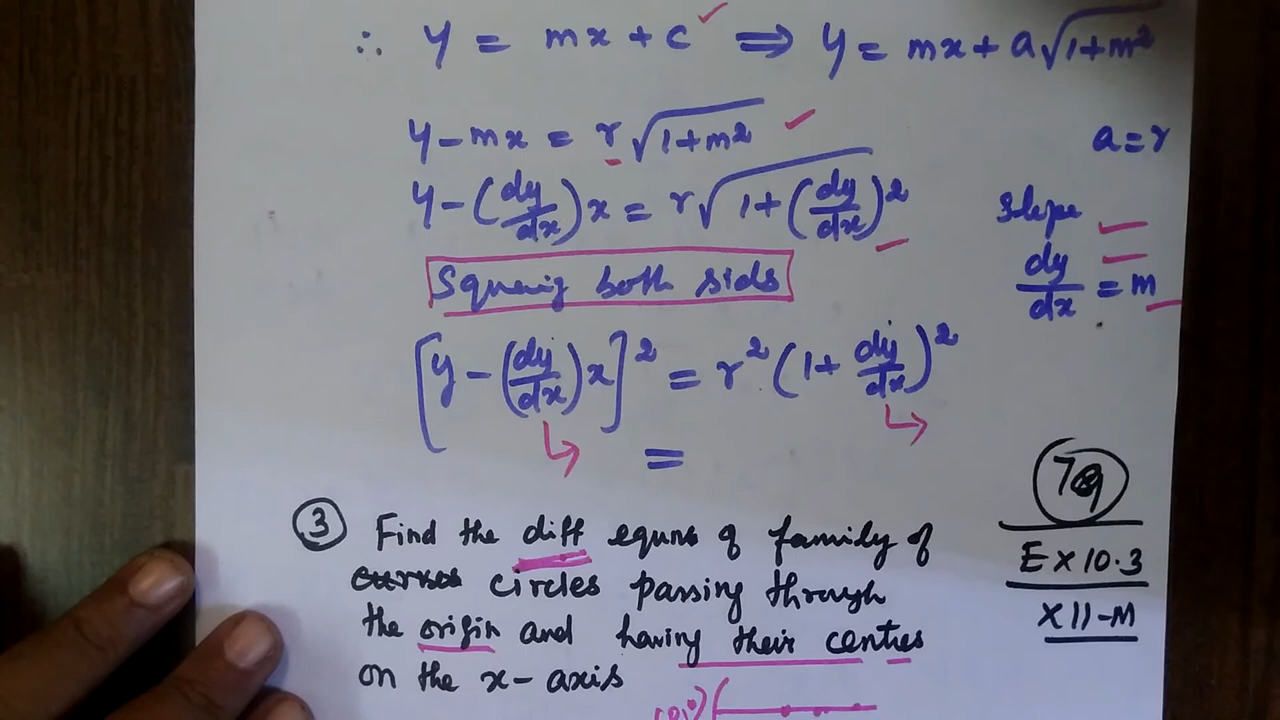 ∴ y = mx + c ⟹ y = mx + a√(1+m²)
y - mx = r√(1+m²)
a = r
y - (dy/dx)x = r√(1+(dy/dx)²)
Slope
dy/dx = m
Squaring both sids
[y - (dy/dx)x]² = r²(1+ dy/dx)²
=
③ Find the diff equns of family of
circles passing through
the origin and having their centres
on the x-axis
EX 10.3
XII-M